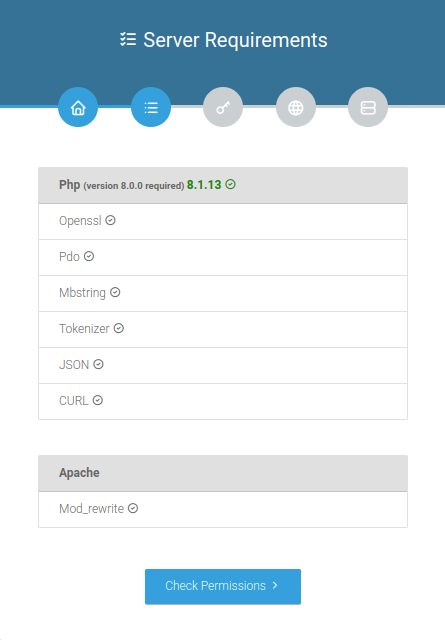 Server Requirements
Php (version 8.0.0 required) 8.1.13
Openssl
Pdo
Mbstring
Tokenizer
JSON
CURL
Apache
Mod_rewrite
Check Permissions